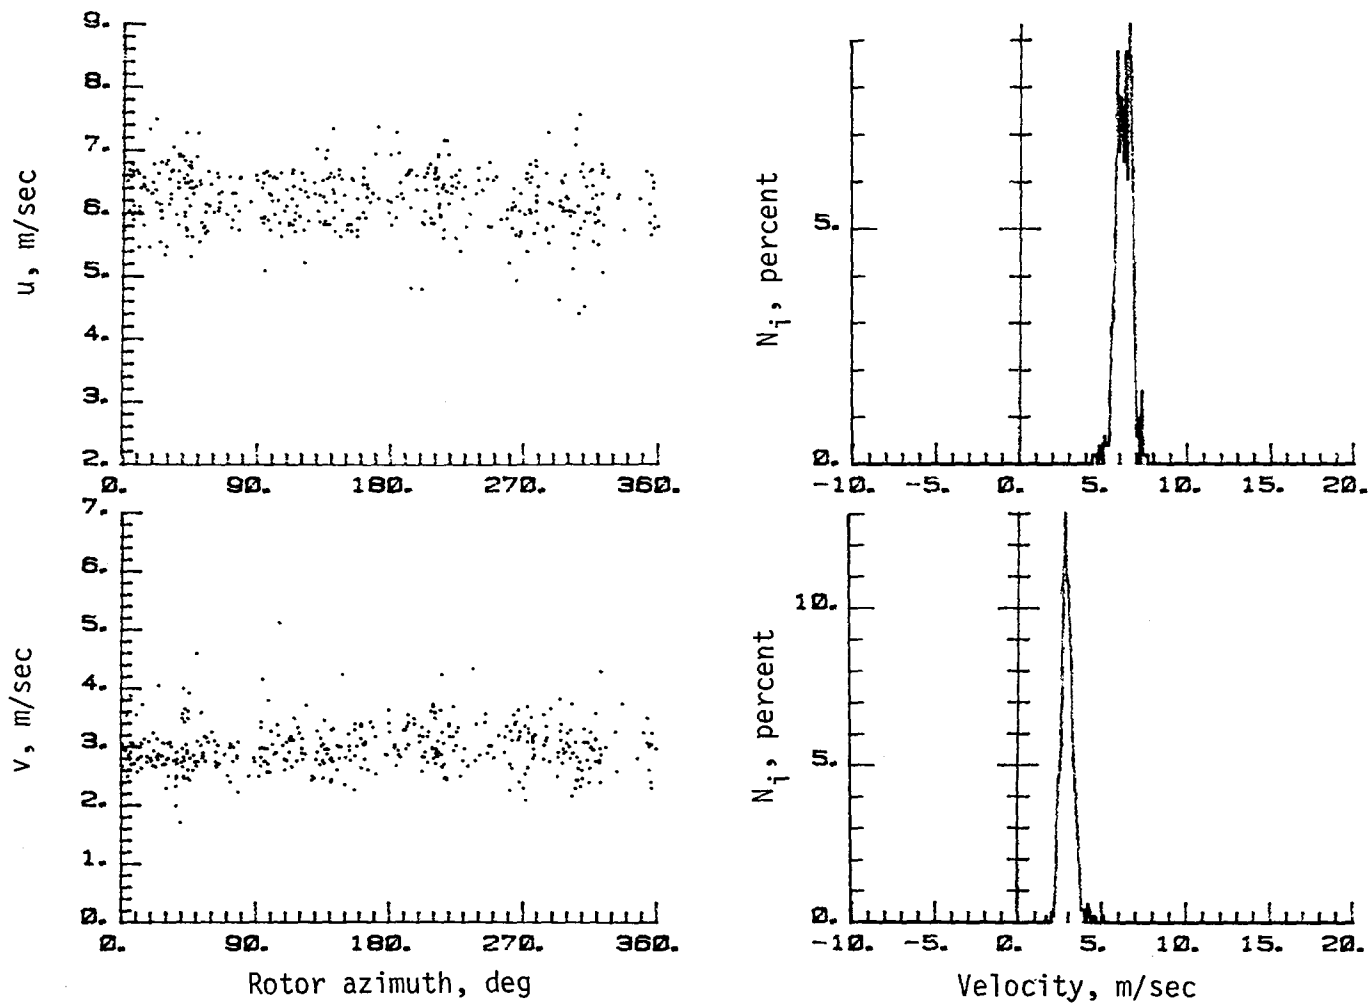 9.
8.
7.
6.
5.
4.
3.
2.
u, m/sec
0. 90. 180. 270. 360.
5.
0.
N_i, percent
-10. -5. 0. 5. 10. 15. 20.
7.
6.
5.
4.
3.
2.
1.
0.
v, m/sec
0. 90. 180. 270. 360.
Rotor azimuth, deg
10.
5.
0.
N_i, percent
-10. -5. 0. 5. 10. 15. 20.
Velocity, m/sec